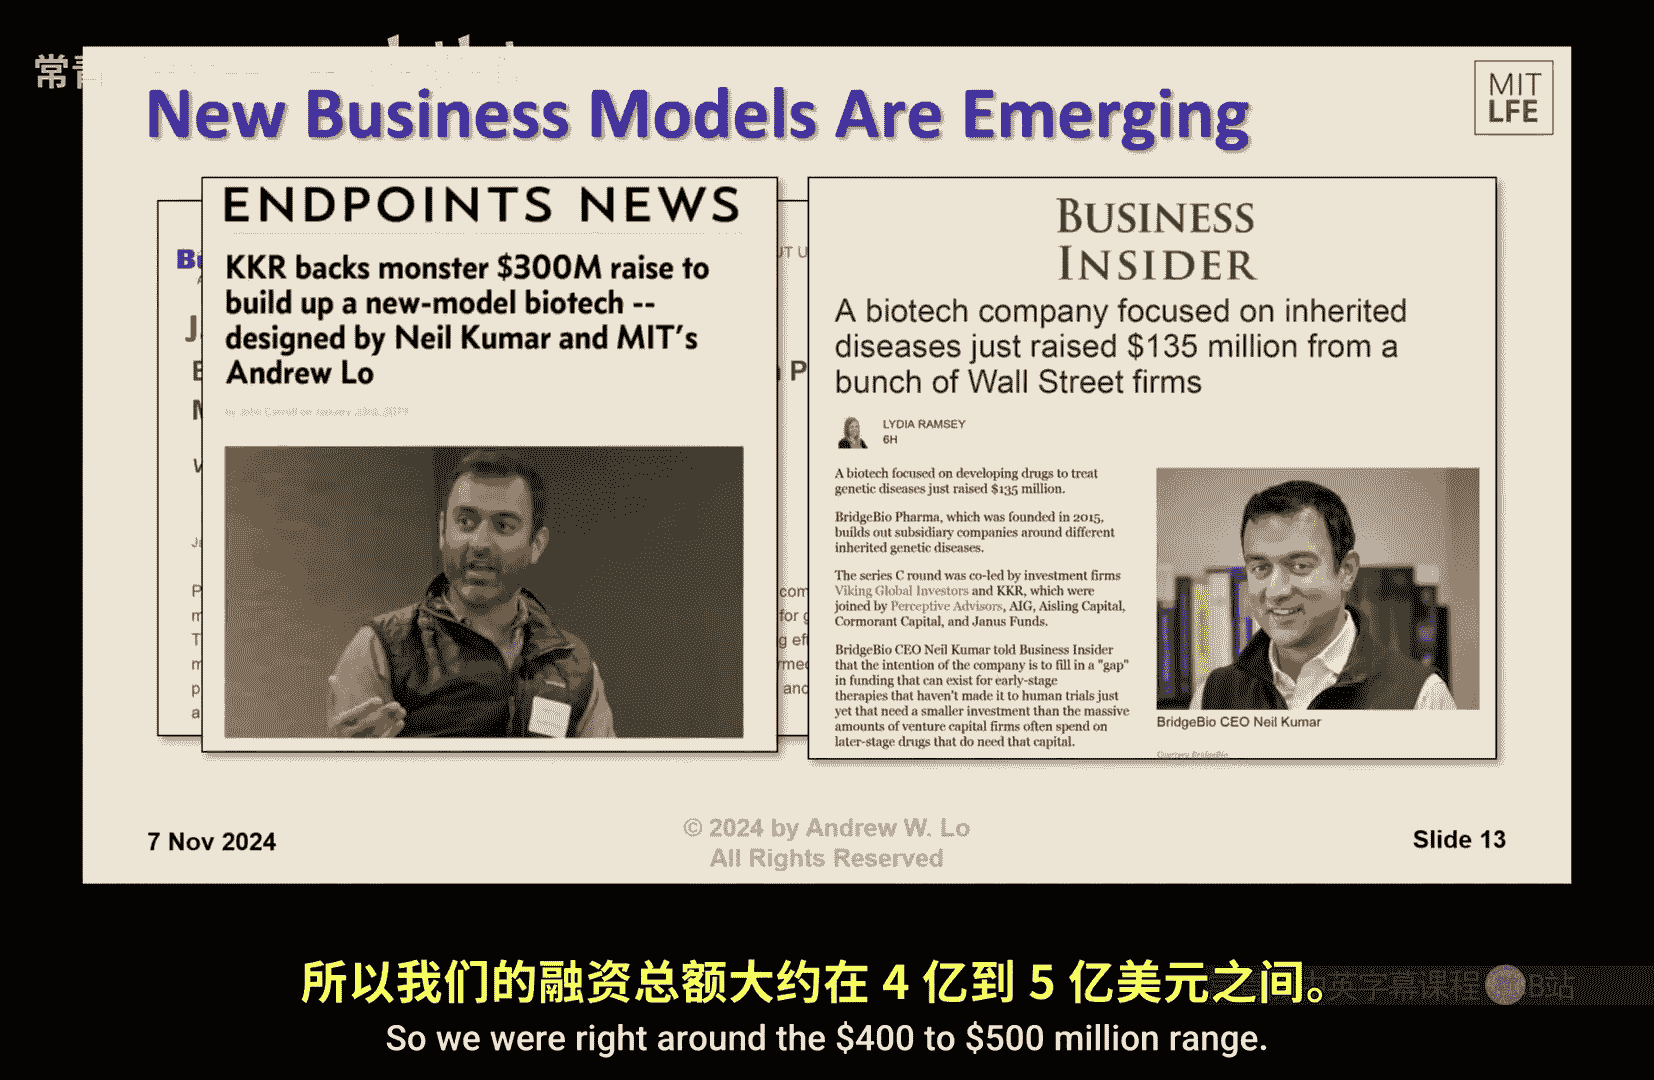 常
New Business Models Are Emerging
MIT
LFE
ENDPOINTS NEWS
KKR backs monster $300M raise to
build up a new-model biotech --
designed by Neil Kumar and MIT's
Andrew Lo
BUSINESS
INSIDER
A biotech company focused on inherited
diseases just raised $135 million from a
bunch of Wall Street firms
LYDIA RAMSEY
6H
A biotech focused on developing drugs to treat
genetic diseases just raised $135 million.
BridgeBio Pharma, which was founded in 2015,
builds out subsidiary companies around different
inherited genetic diseases.
The series C round was co-led by investment firms
Viking Global Investors and KKR, which were
joined by Perceptive Advisors, AIG, Aisling Capital,
Cormorant Capital, and Janus Funds.
BridgeBio CEO Neil Kumar told Business Insider
that the intention of the company is to fill in a "gap"
in funding that can exist for early-stage
therapies that haven't made it to human trials just
yet that need a smaller investment than the massive
amounts of venture capital firms often spend on
later-stage drugs that do need that capital.
BridgeBio CEO Neil Kumar
Courtesy BridgeBio
7 Nov 2024
© 2024 by Andrew W. Lo
All Rights Reserved
Slide 13
所以我们的融资总额大约在 4 亿到 5 亿美元之间。
英字幕课程 B站
So we were right around the $400 to $500 million range.